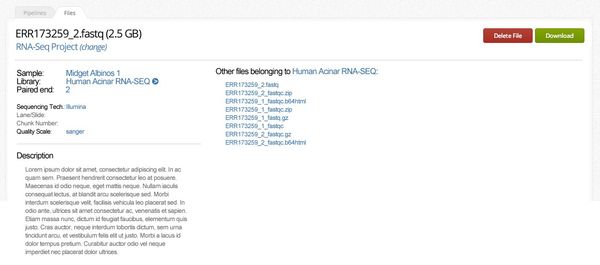 Pipelines
Files
ERR173259_2.fastq (2.5 GB)
RNA-Seq Project (change)
Delete File
Download
Sample: Midget Albinos 1
Library: Human Acinar RNA-SEQ
Paired end: 2
Sequencing Tech: Illumina
Lane/Slide:
Chunk Number:
Quality Scale: sanger
Other files belonging to Human Acinar RNA-SEQ:
ERR173259_2.fastq
ERR173259_2_fastqc.zip
ERR173259_1_fastqc.b64html
ERR173259_1_fastqc.zip
ERR173259_1_fastq.gz
ERR173259_1_fastqc
ERR173259_2_fastqc.gz
ERR173259_2_fastqc.b64html
Description
Lorem ipsum dolor sit amet, consectetur adipiscing elit. In ac
quam sem. Praesent hendrerit consectetur est at posuere.
Maecenas id odio neque, eget mattis neque. Nullam iaculis
consequat lectus, at blandit arcu scelerisque sed. Morbi
interdum scelerisque velit, facilisis vehicula leo placerat sed. In
odio ante, ultrices sit amet consectetur ac, venenatis et sapien.
Etiam massa nunc, dictum id feugiat faucibus, elementum quis
justo. Cras auctor, neque interdum lobortis dictum, sem urna
tincidunt arcu, et vestibulum felis elit ut justo. Morbi a lacus id
dolor tempus pretium. Curabitur auctor odio vel neque
imperdiet nec placerat dolor ultrices.